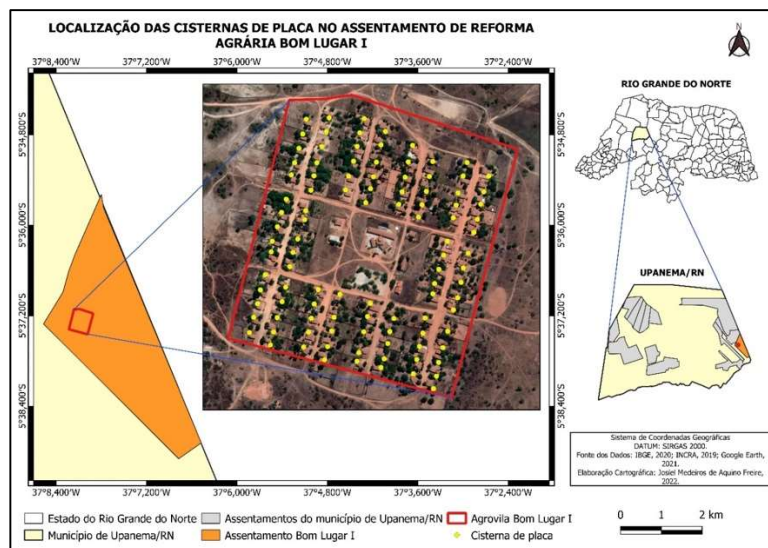 LOCALIZAÇÃO DAS CISTERNAS DE PLACA NO ASSENTAMENTO DE REFORMA
AGRÁRIA BOM LUGAR I
N
37°8,400'W 37°7,200'W 37°6,000'W 37°4,800'W 37°3,600'W 37°2,400'W
RIO GRANDE DO NORTE
5°34,800'S 5°34,800'S
5°36,000'S 5°36,000'S
UPANEMA/RN
5°37,200'S 5°37,200'S
5°38,400'S 5°38,400'S
Sistema de Coordenadas Geográficas
DATUM: SIRGAS 2000.
Fonte dos Dados: IBGE, 2020; INCRA, 2019; Google Earth,
2021.
Elaboração Cartográfica: Josiel Medeiros de Aquino Freire,
2022.
37°8,400'W 37°7,200'W 37°6,000'W 37°4,800'W 37°3,600'W 37°2,400'W
Estado do Rio Grande do Norte Assentamentos do município de Upanema/RN Agrovila Bom Lugar I
Município de Upanema/RN Assentamento Bom Lugar I Cisterna de placa
0 1 2 km